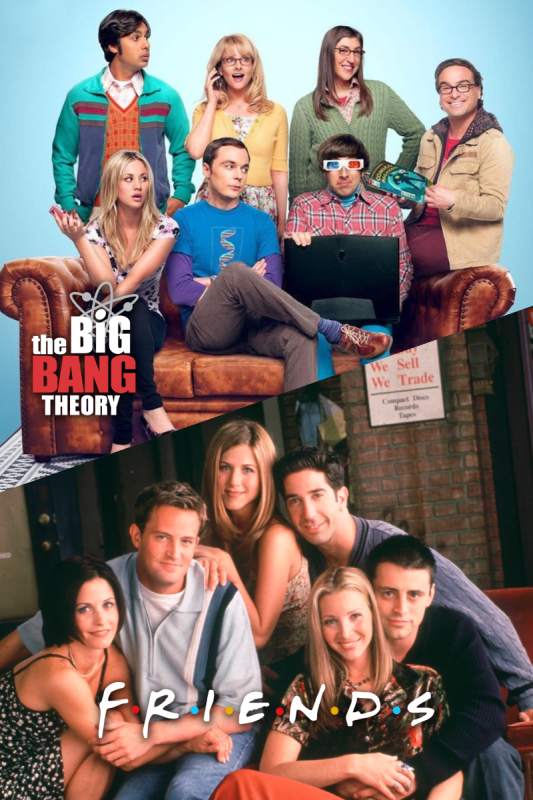 the BIG
BANG
THEORY
We Sell
We Trade
Compact Discs
Records
Tapes
F·R·I·E·N·D·S